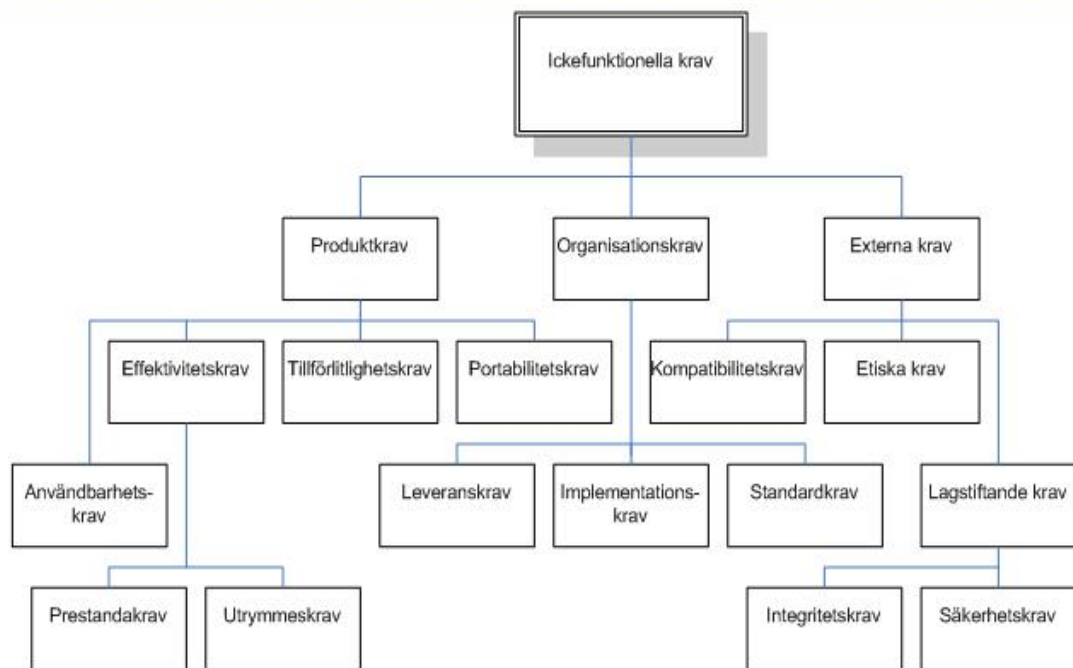 Ickefunktionella krav
Produktkrav
Organisationskrav
Externa krav
Effektivitetskrav
Tillförlitlighetskrav
Portabilitetskrav
Kompatibilitetskrav
Etiska krav
Användbarhets-
krav
Leveranskrav
Implementations-
krav
Standardkrav
Lagstiftande krav
Prestandakrav
Utrymmeskrav
Integritetskrav
Säkerhetskrav